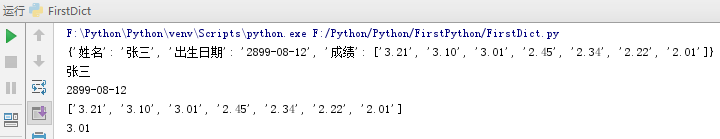 运行 FirstDict
F:\Python\Python\venv\Scripts\python.exe F:/Python/Python/FirstPython/FirstDict.py
{'姓名': '张三', '出生日期': '2899-08-12', '成绩': ['3.21', '3.10', '3.01', '2.45', '2.34', '2.22', '2.01']}
张三
2899-08-12
['3.21', '3.10', '3.01', '2.45', '2.34', '2.22', '2.01']
3.01